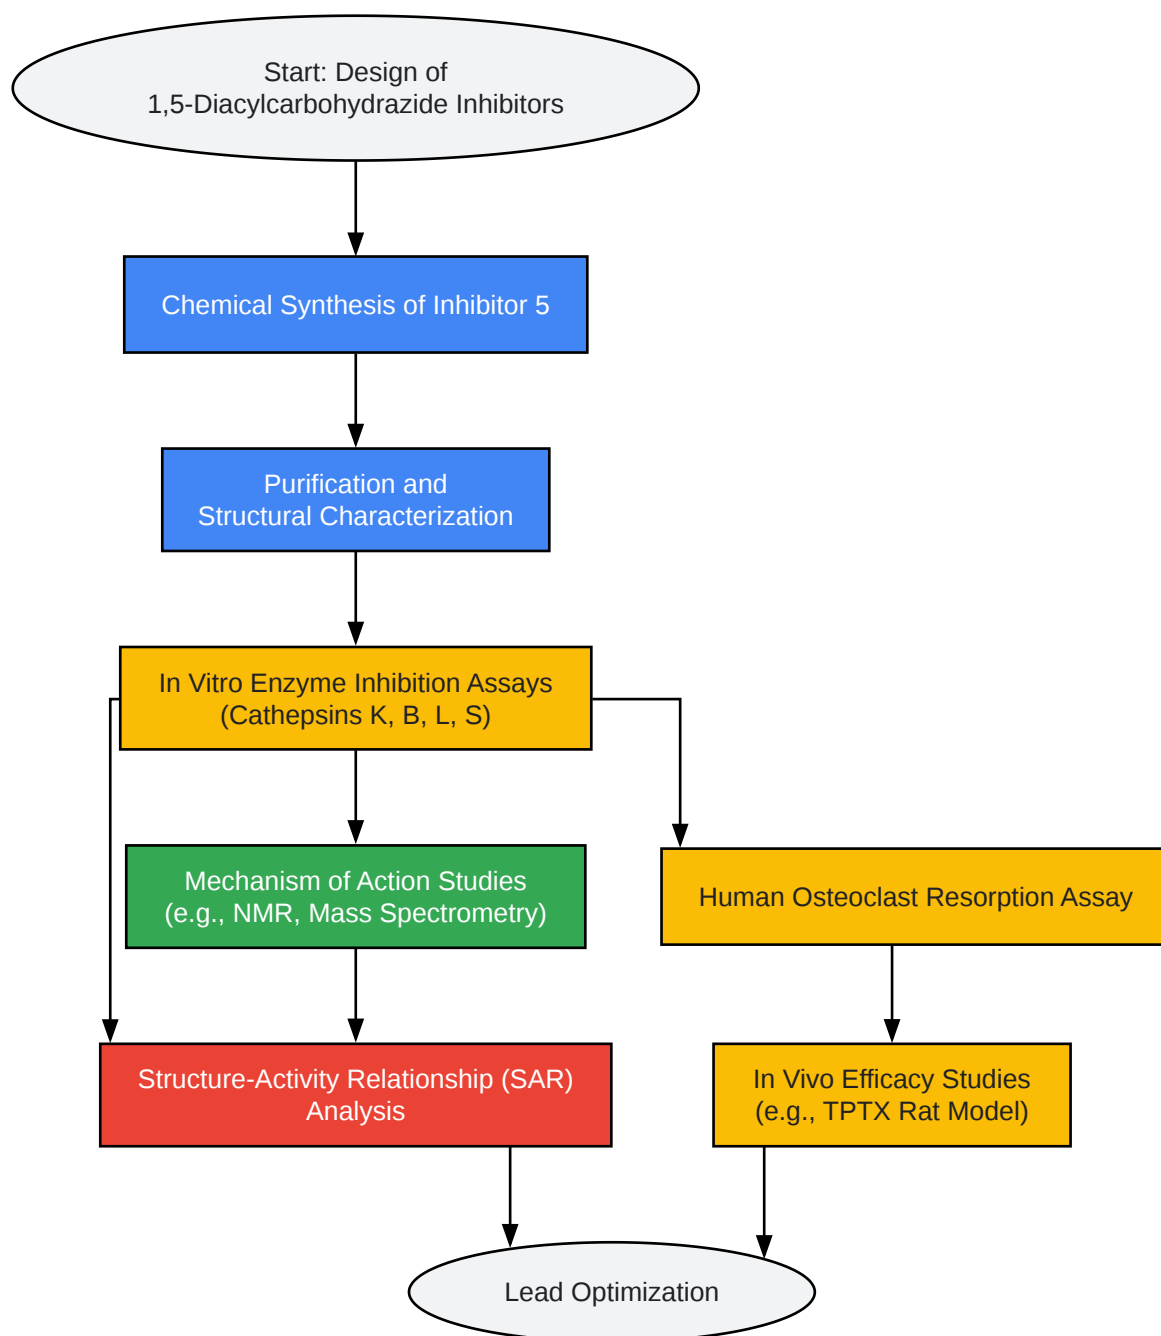 Start: Design of
1,5-Diacylcarbohydrazide Inhibitors
Chemical Synthesis of Inhibitor 5
Purification and
Structural Characterization
In Vitro Enzyme Inhibition Assays
(Cathepsins K, B, L, S)
Mechanism of Action Studies
(e.g., NMR, Mass Spectrometry)
Human Osteoclast Resorption Assay
Structure-Activity Relationship (SAR)
Analysis
In Vivo Efficacy Studies
(e.g., TPTX Rat Model)
Lead Optimization